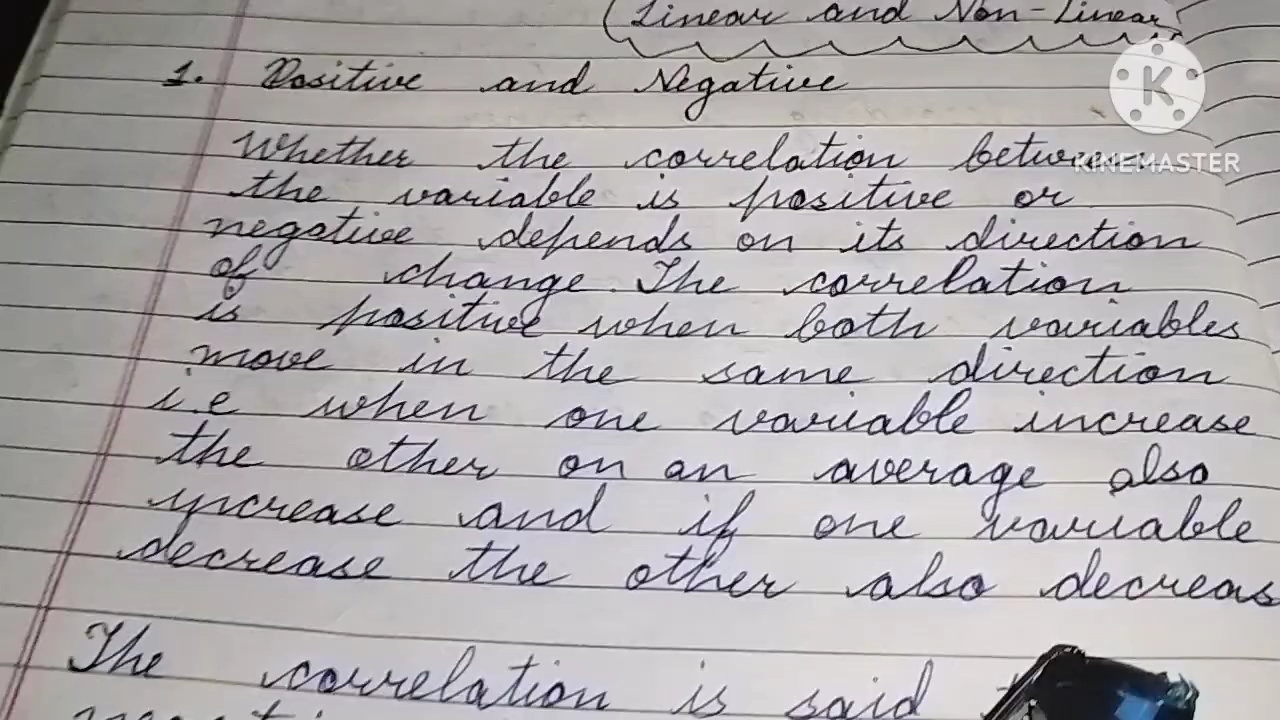 (Linear and Non-Linear
1. Positive and Negative
Whether the correlation between
the variable is positive or
negative depends on its direction
of change. The correlation
is positive when both variables
move in the same direction
i.e when one variable increase
the other on an average also
increase and if one variable
decrease the other also decreas
The correlation is said
K
KINEMASTER